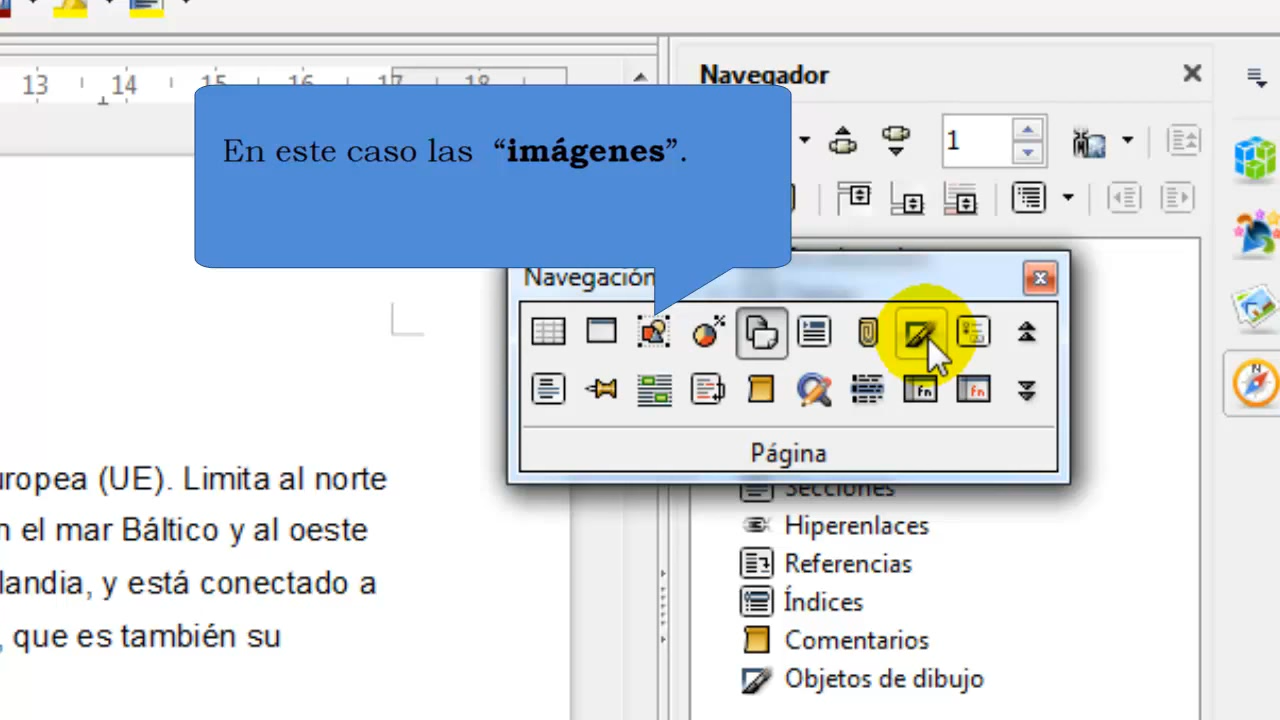 Navegador
13 14 15 16 17 18
1
En este caso las “imágenes”.
Navegación
fn fn
Página
uropea (UE). Limita al norte
n el mar Báltico y al oeste
landia, y está conectado a
, que es también su
Secciones
Hiperenlaces
Referencias
Índices
Comentarios
Objetos de dibujo